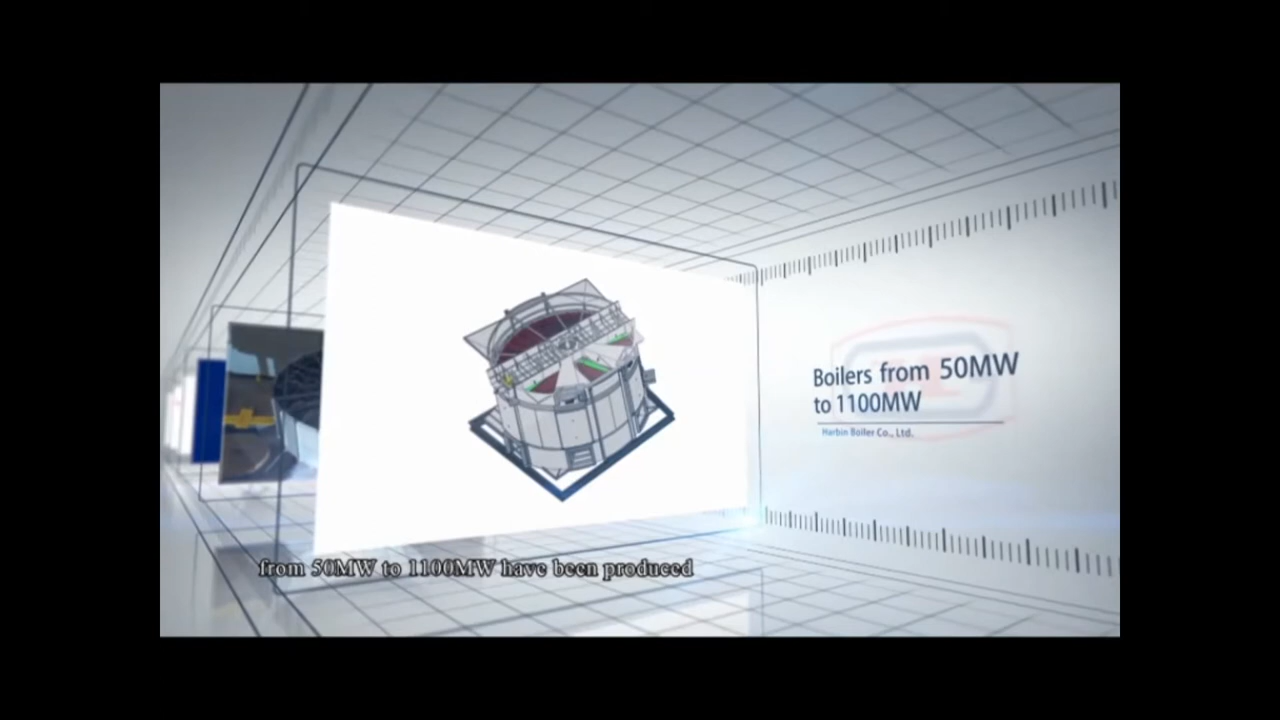 Boilers from 50MW
to 1100MW
Harbin Boiler Co., Ltd.
from 50MW to 1100MW have been produced